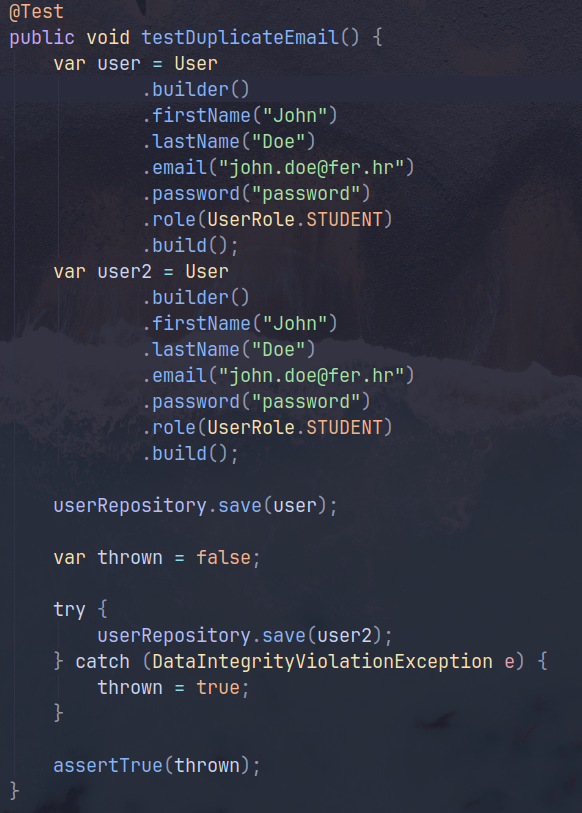 @Test
public void testDuplicateEmail() {
    var user = User
            .builder()
            .firstName("John")
            .lastName("Doe")
            .email("john.doe@fer.hr")
            .password("password")
            .role(UserRole.STUDENT)
            .build();
    var user2 = User
            .builder()
            .firstName("John")
            .lastName("Doe")
            .email("john.doe@fer.hr")
            .password("password")
            .role(UserRole.STUDENT)
            .build();

    userRepository.save(user);

    var thrown = false;

    try {
        userRepository.save(user2);
    } catch (DataIntegrityViolationException e) {
        thrown = true;
    }

    assertTrue(thrown);
}